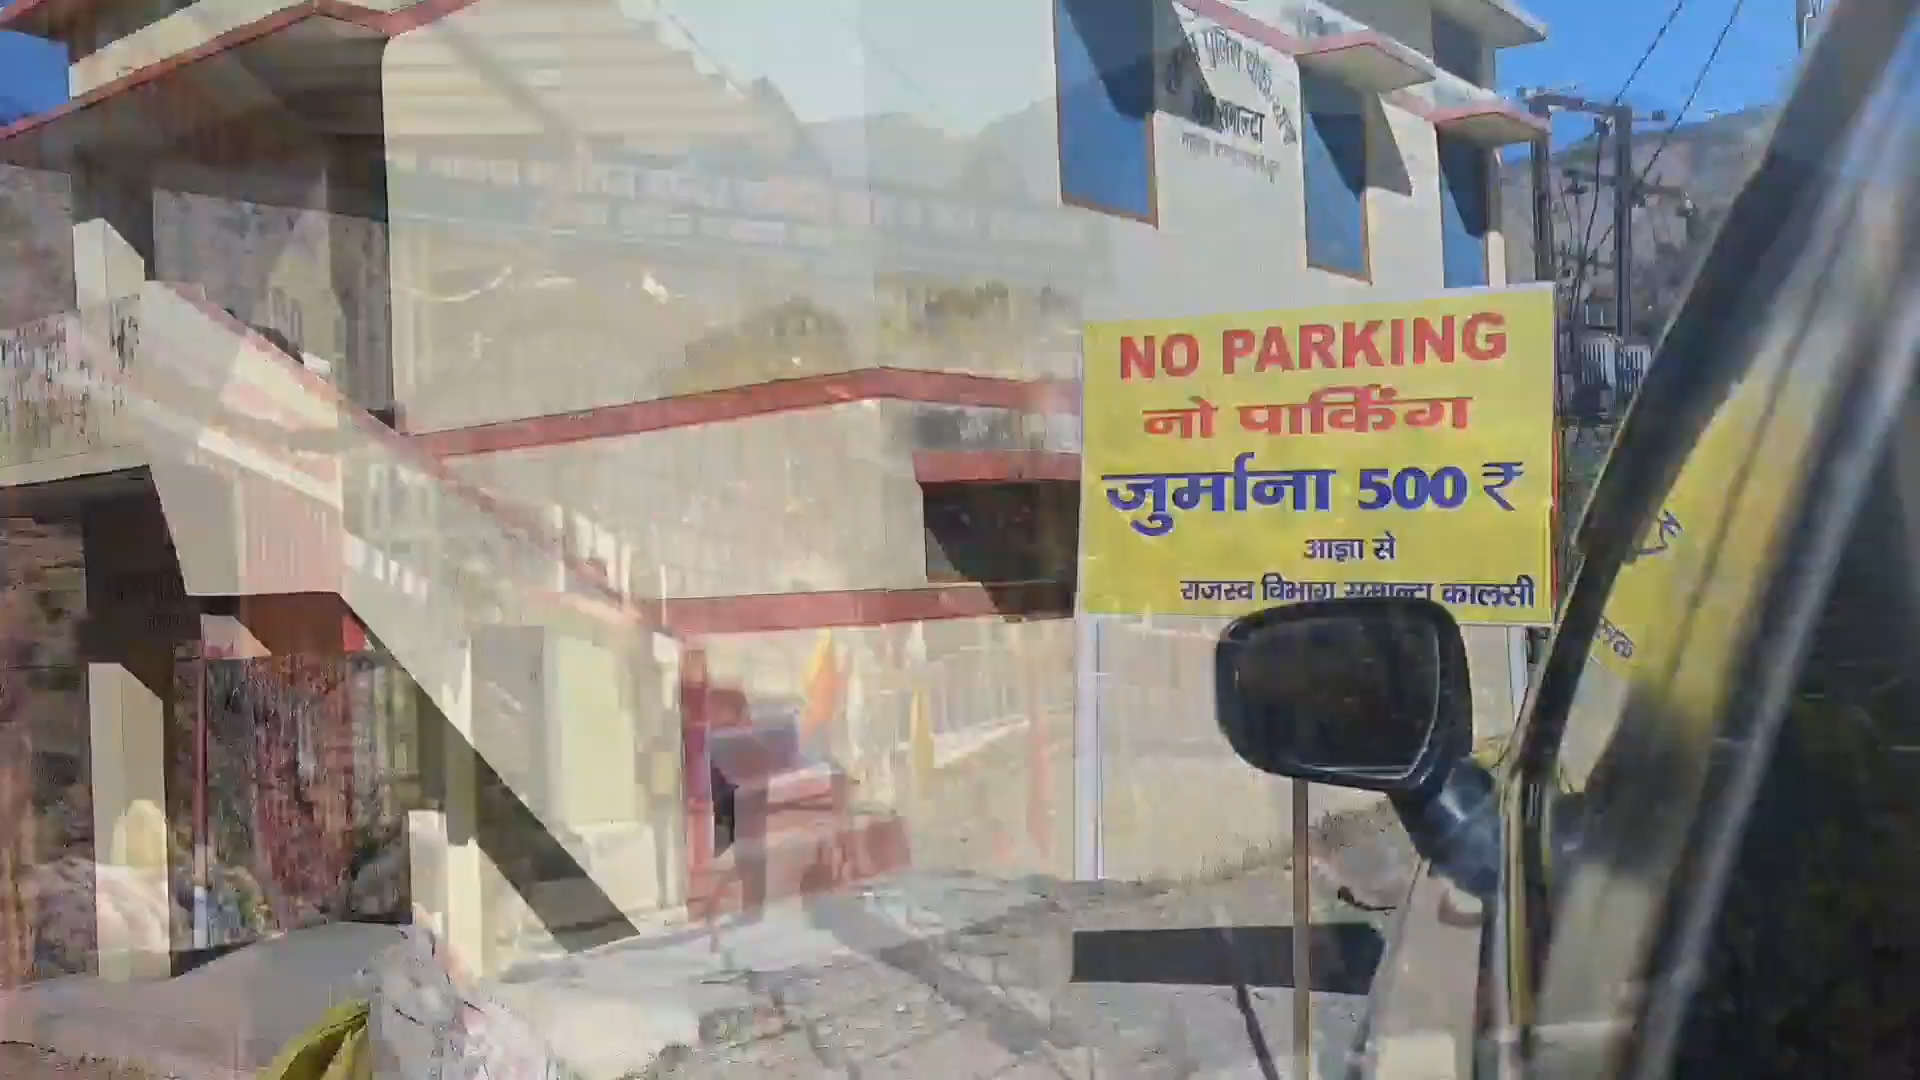 पुलिस चौकी
NO PARKING
नो पार्किंग
जुर्माना 500 ₹
आज्ञा से
राजस्व विभाग समाल्टा कालसी